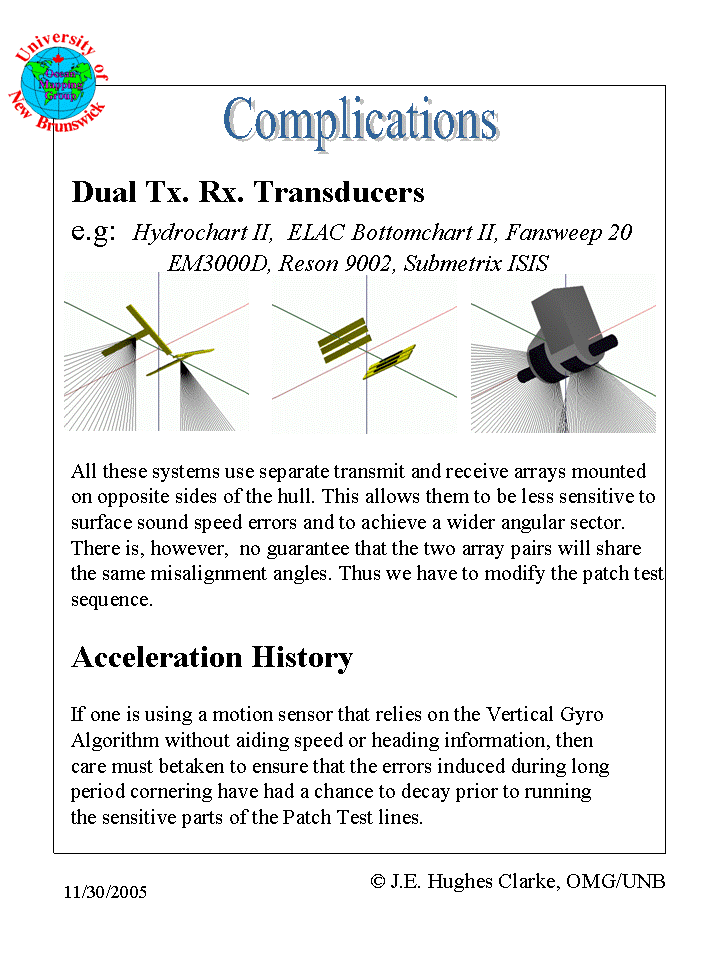 University of
Ocean
Mapping
Group
New Brunswick
Complications
Dual Tx. Rx. Transducers
e.g: Hydrochart II, ELAC Bottomchart II, Fansweep 20
EM3000D, Reson 9002, Submetrix ISIS
All these systems use separate transmit and receive arrays mounted
on opposite sides of the hull. This allows them to be less sensitive to
surface sound speed errors and to achieve a wider angular sector.
There is, however, no guarantee that the two array pairs will share
the same misalignment angles. Thus we have to modify the patch test
sequence.
Acceleration History
If one is using a motion sensor that relies on the Vertical Gyro
Algorithm without aiding speed or heading information, then
care must betaken to ensure that the errors induced during long
period cornering have had a chance to decay prior to running
the sensitive parts of the Patch Test lines.
11/30/2005
© J.E. Hughes Clarke, OMG/UNB